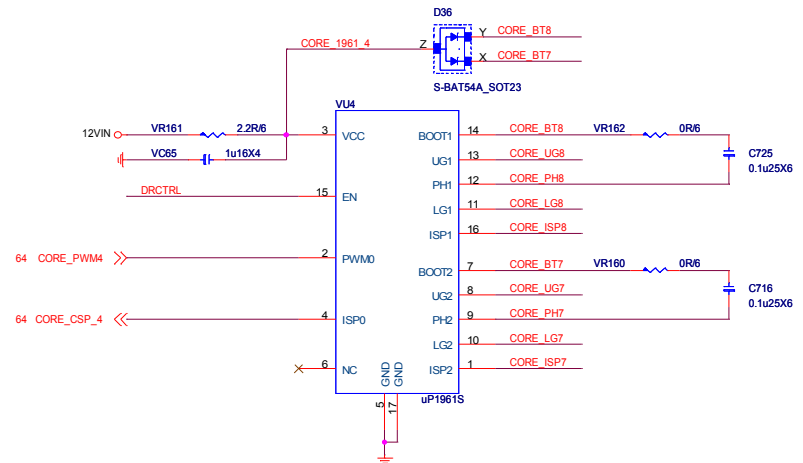 D36
Y CORE_BT8
CORE_1961_4 Z
X CORE_BT7
S-BAT54A_SOT23
VU4
12VIN VR161 2.2R/6 3 VCC BOOT1 14 CORE_BT8 VR162 0R/6
VC65 1u16X4 UG1 13 CORE_UG8 C725
0.1u25X6
PH1 12 CORE_PH8
DRCTRL 15 EN
LG1 11 CORE_LG8
ISP1 16 CORE_ISP8
64 CORE_PWM4 2 PWM0
BOOT2 7 CORE_BT7 VR160 0R/6
UG2 8 CORE_UG7 C716
0.1u25X6
64 CORE_CSP_4 4 ISP0 PH2 9 CORE_PH7
LG2 10 CORE_LG7
6 NC ISP2 1 CORE_ISP7
GND GND
5 17
uP1961S